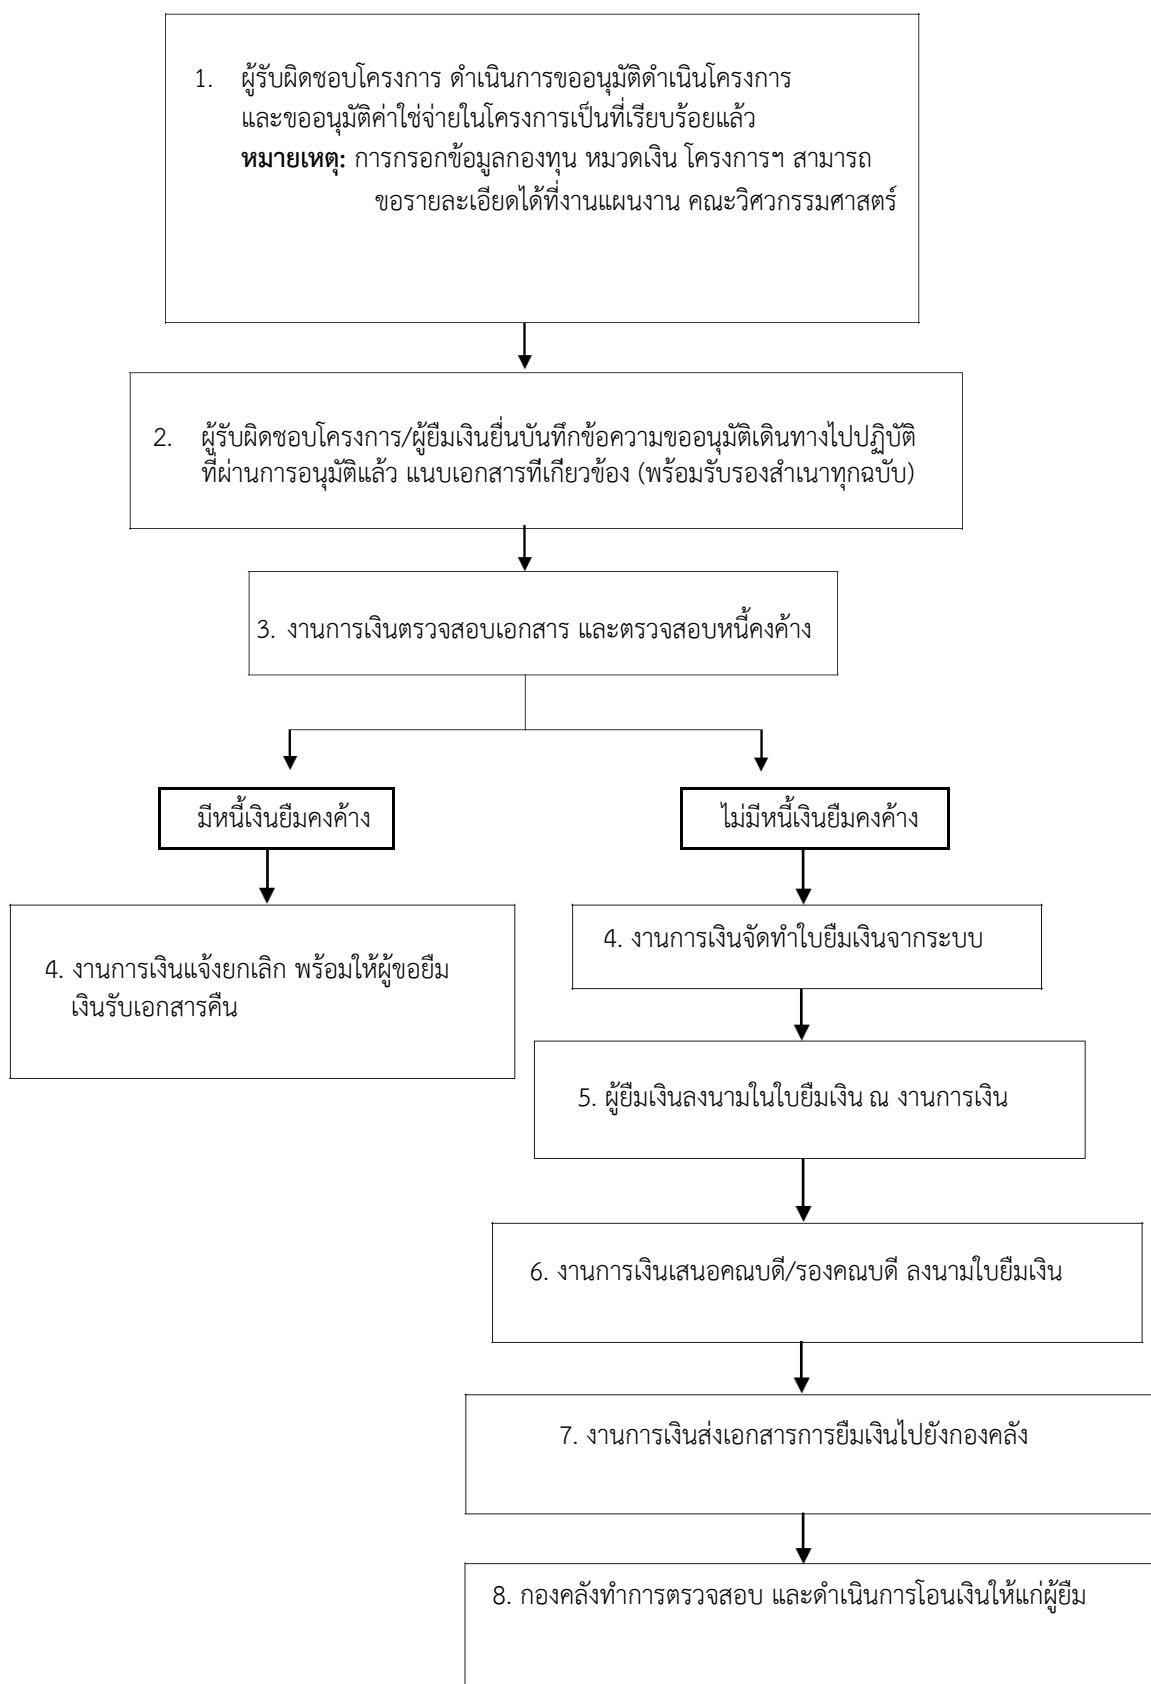 1. ผู้รับผิดชอบโครงการ ดำเนินการขออนุมัติดำเนินโครงการ
และขออนุมัติค่าใช่จ่ายในโครงการเป็นที่เรียบร้อยแล้ว
หมายเหตุ: การกรอกข้อมูลกองทุน หมวดเงิน โครงการฯ สามารถ
ขอรายละเอียดได้ที่งานแผนงาน คณะวิศวกรรมศาสตร์
2. ผู้รับผิดชอบโครงการ/ผู้ยืมเงินยื่นบันทึกข้อความขออนุมัติเดินทางไปปฏิบัติ
ที่ผ่านการอนุมัติแล้ว แนบเอกสารทีเกียวข้อง (พร้อมรับรองสำเนาทุกฉบับ)
3. งานการเงินตรวจสอบเอกสาร และตรวจสอบหนี้คงค้าง
มีหนี้เงินยืมคงค้าง
ไม่มีหนี้เงินยืมคงค้าง
4. งานการเงินแจ้งยกเลิก พร้อมให้ผู้ขอยืม
เงินรับเอกสารคืน
4. งานการเงินจัดทำใบยืมเงินจากระบบ
5. ผู้ยืมเงินลงนามในใบยืมเงิน ณ งานการเงิน
6. งานการเงินเสนอคณบดี/รองคณบดี ลงนามใบยืมเงิน
7. งานการเงินส่งเอกสารการยืมเงินไปยังกองคลัง
8. กองคลังทำการตรวจสอบ และดำเนินการโอนเงินให้แก่ผู้ยืม